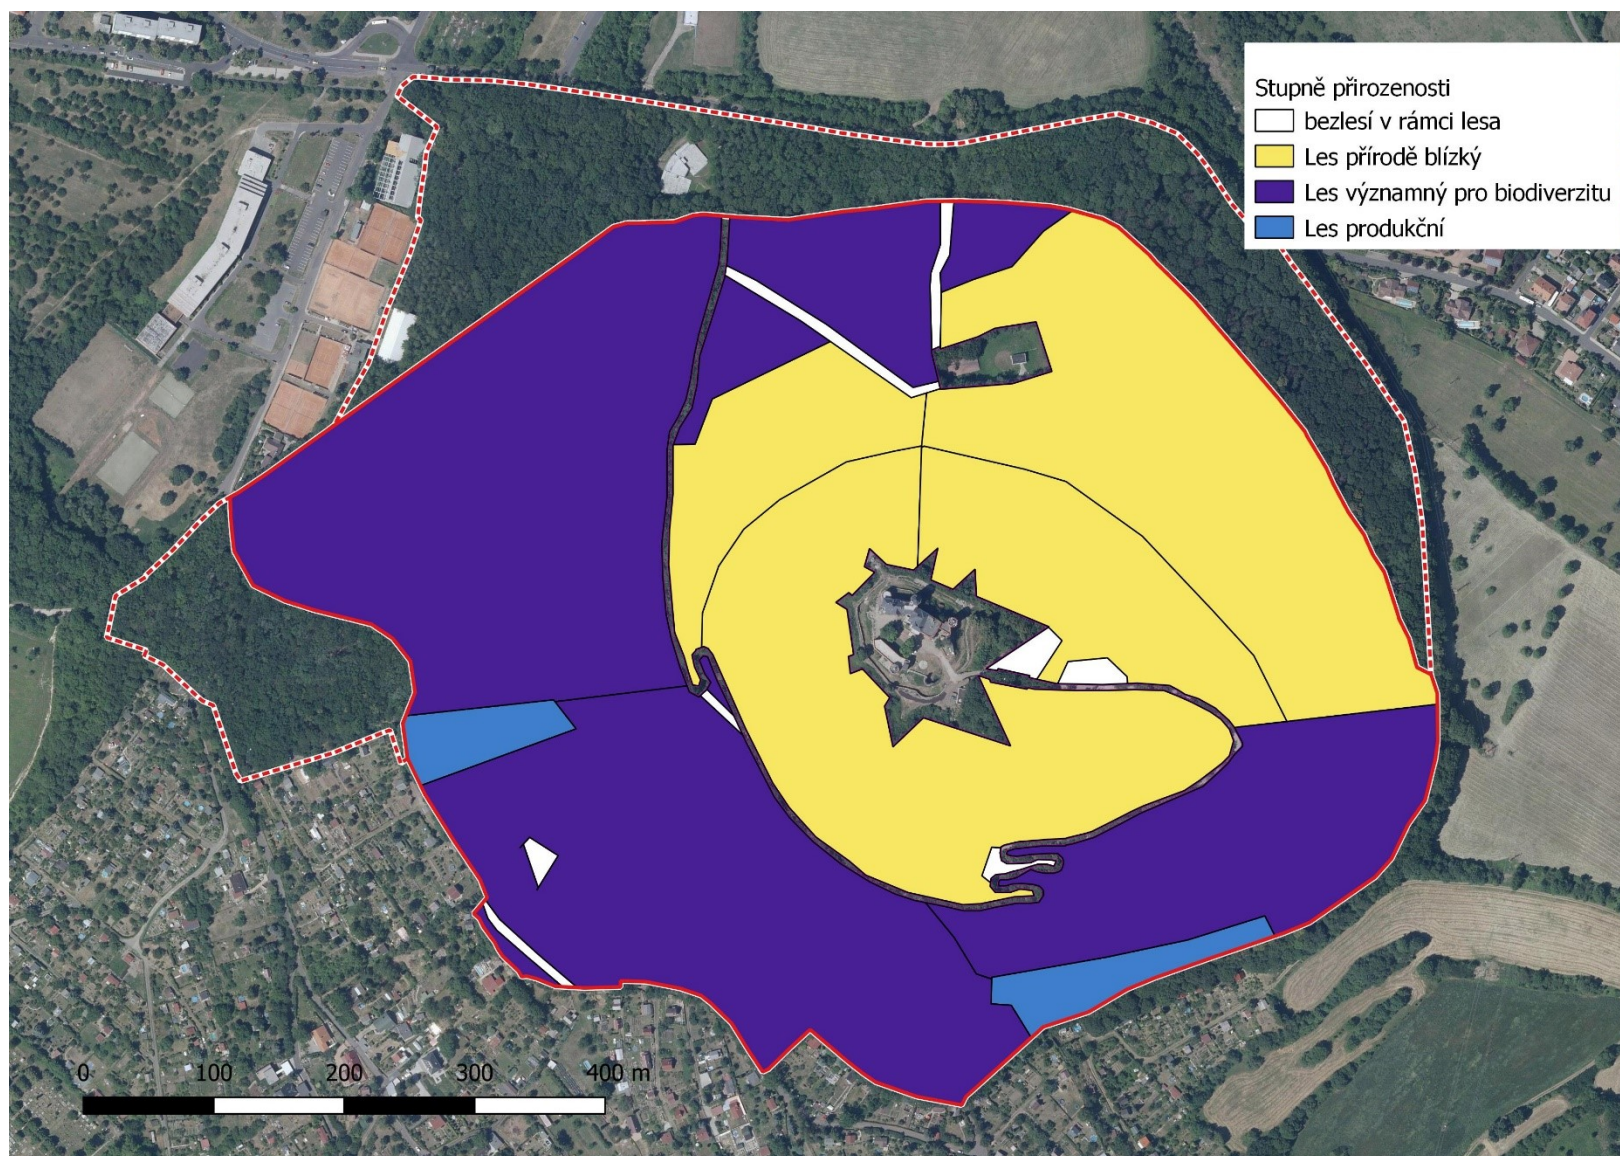 Stupně přirozenosti
bezlesí v rámci lesa
Les přírodě blízký
Les významný pro biodiverzitu
Les produkční
0 100 200 300 400 m